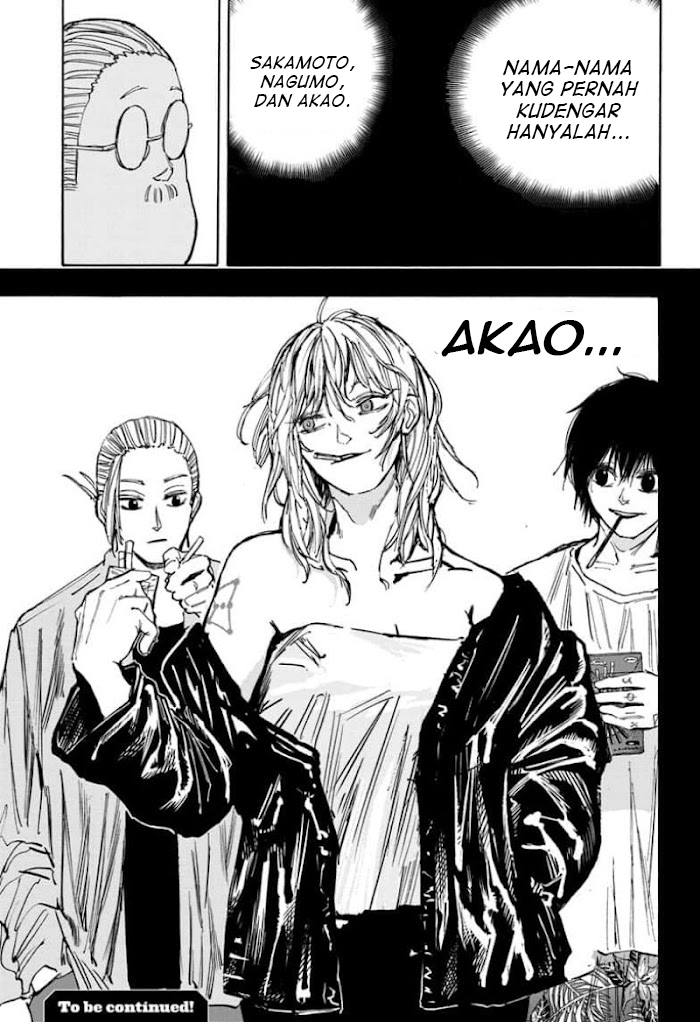 NAMA-NAMA
YANG PERNAH
KUDENGAR
HANYALAH...
SAKAMOTO,
NAGUMO,
DAN AKAO.
AKAO...
To be continued!